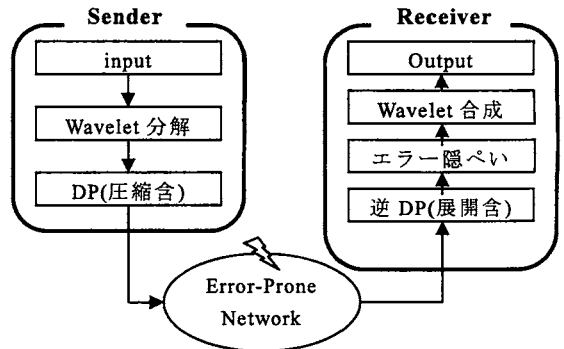 Sender
input
Wavelet 分解
DP(圧縮含)
Receiver
Output
Wavelet 合成
エラー隠ぺい
逆 DP(展開含)
Error-Prone
Network